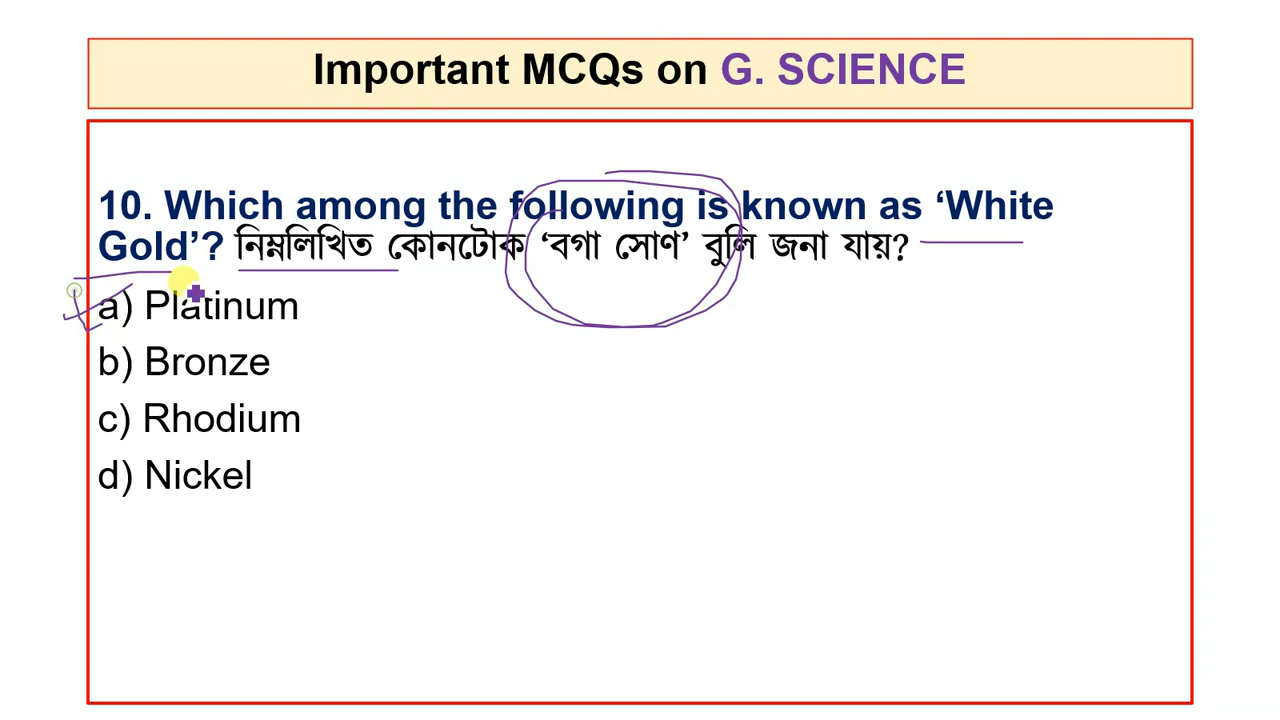 Important MCQs on G. SCIENCE
10. Which among the following is known as ‘White
Gold’? নিম্নলিখিত কোনটোক ‘বগা সোণ’ বুলি জনা যায়?
a) Platinum
b) Bronze
c) Rhodium
d) Nickel